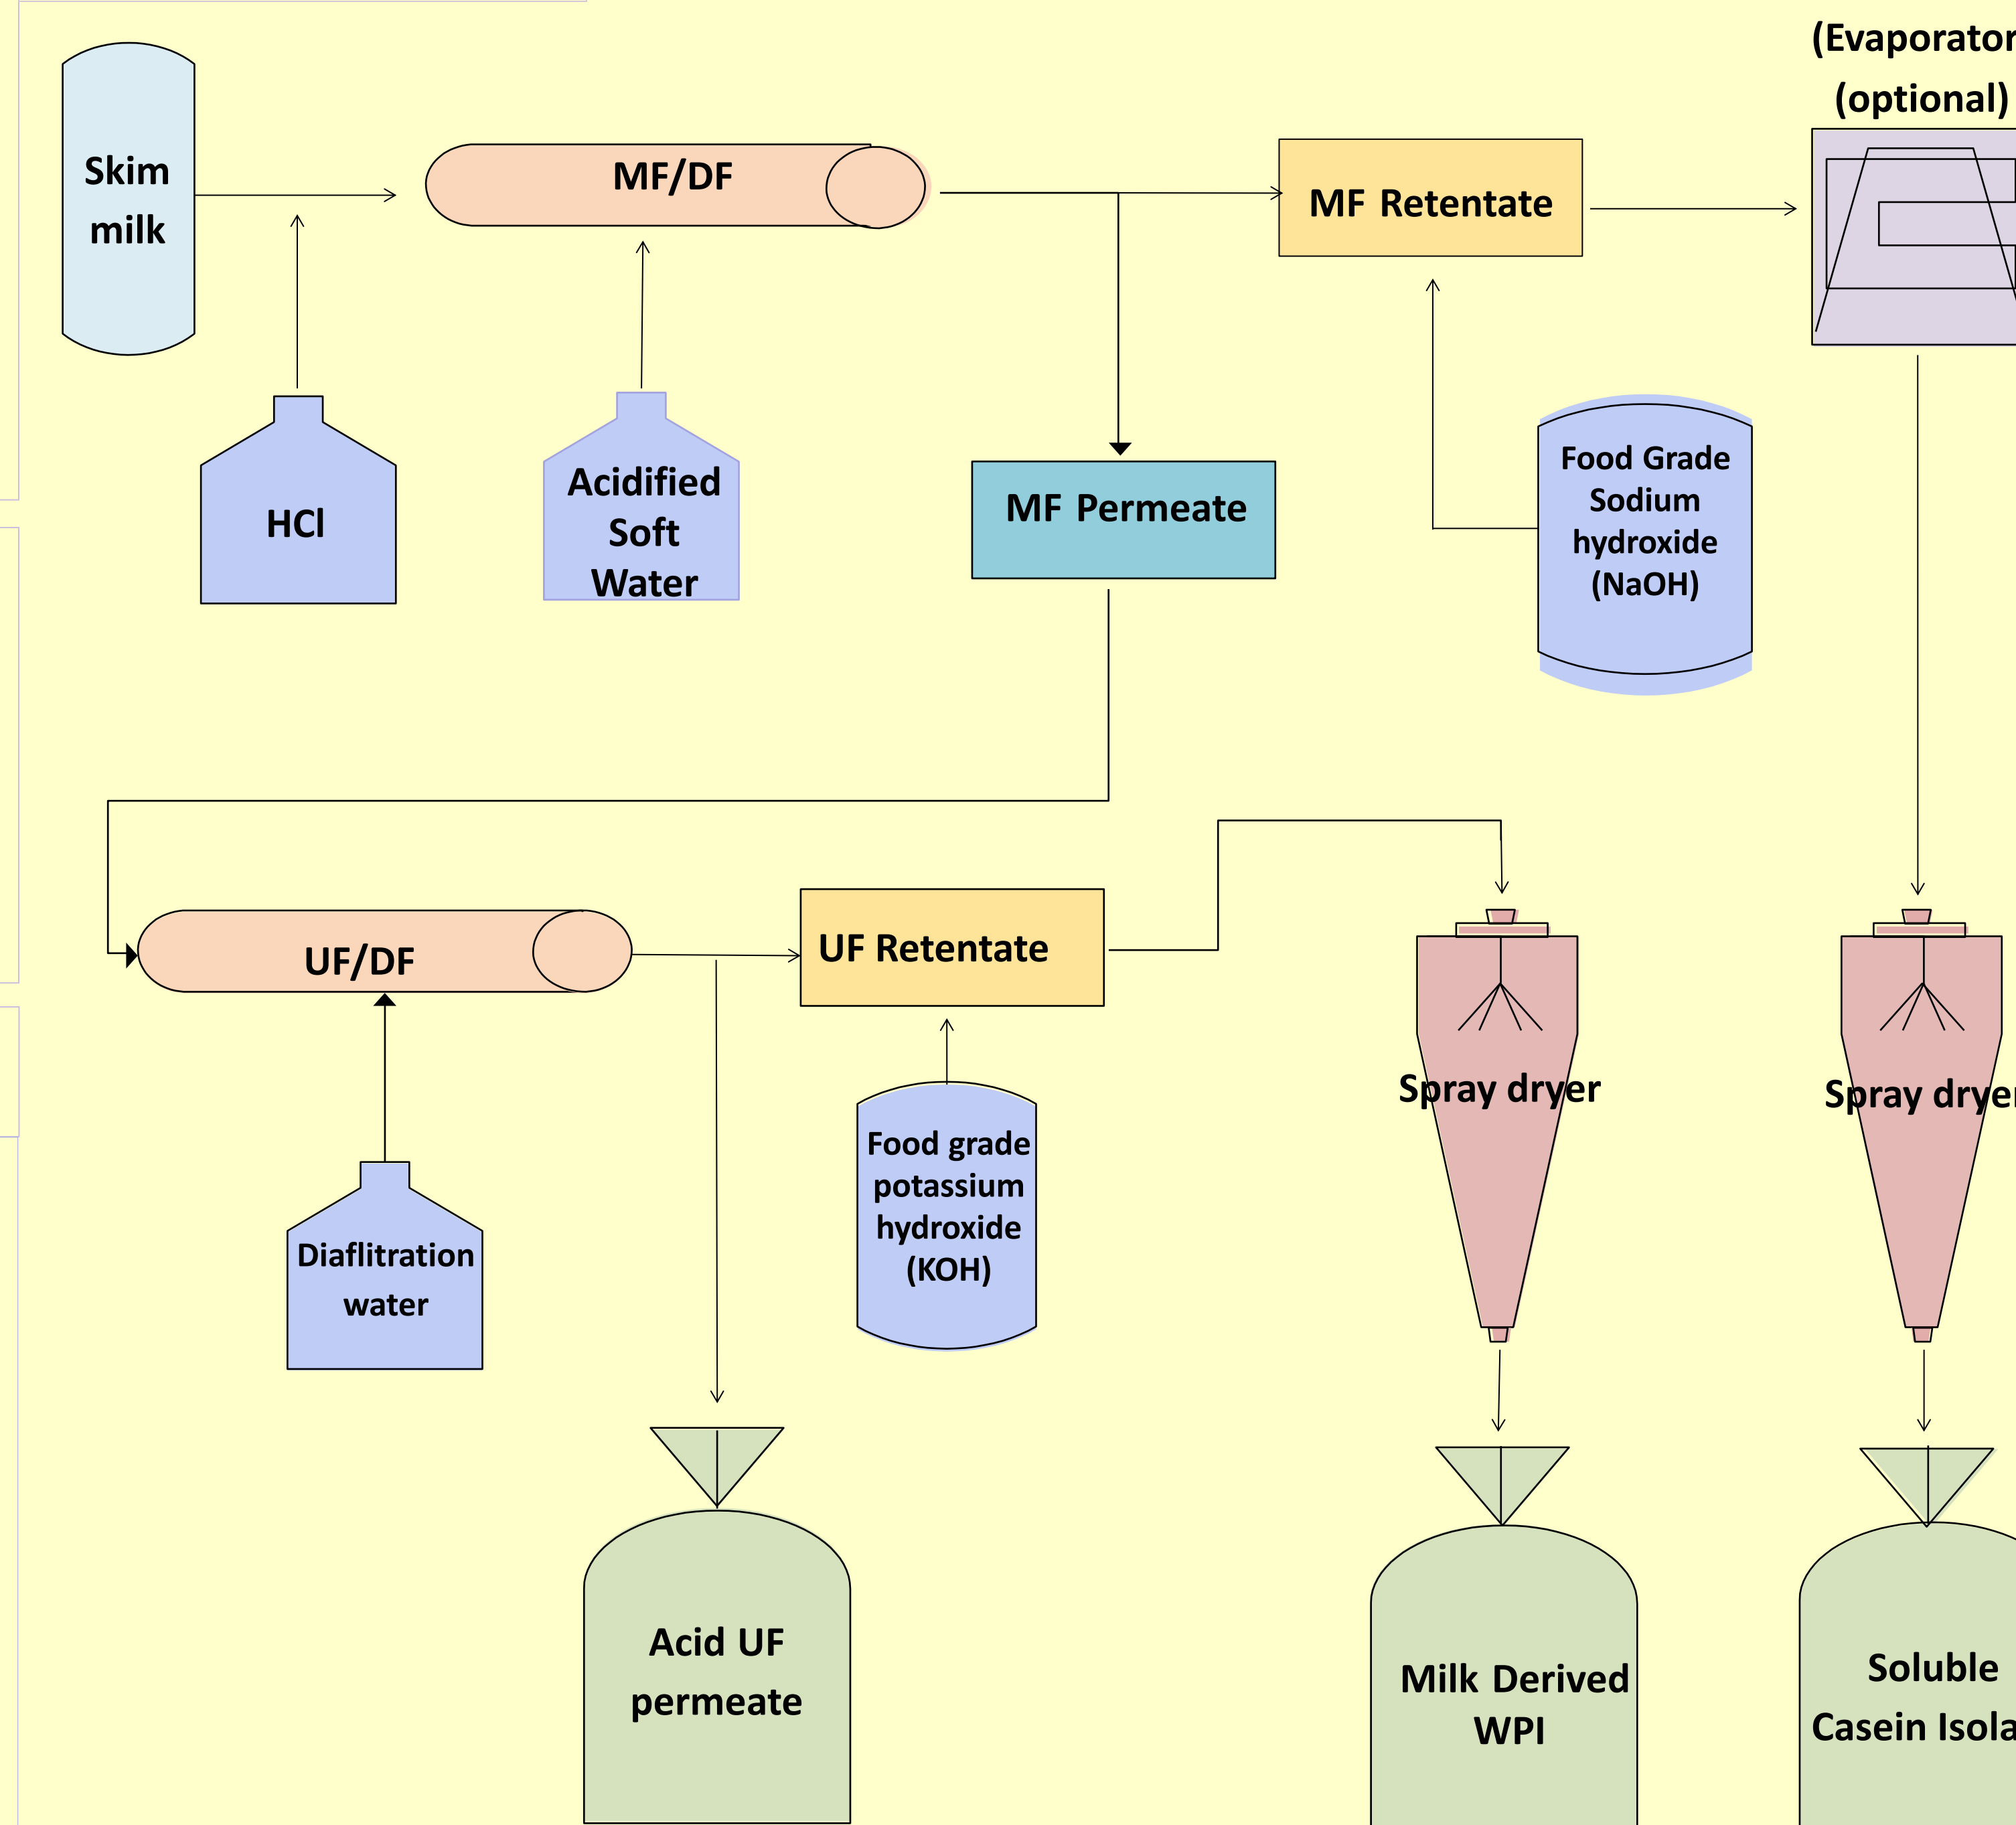 (Evaporator
(optional)
Skim
milk
MF/DF
MF Retentate
HCl
Acidified
Soft
Water
MF Permeate
Food Grade
Sodium
hydroxide
(NaOH)
UF/DF
UF Retentate
Spray dryer
Spray dryer
Diaflitration
water
Food grade
potassium
hydroxide
(KOH)
Acid UF
permeate
Milk Derived
WPI
Soluble
Casein Isola